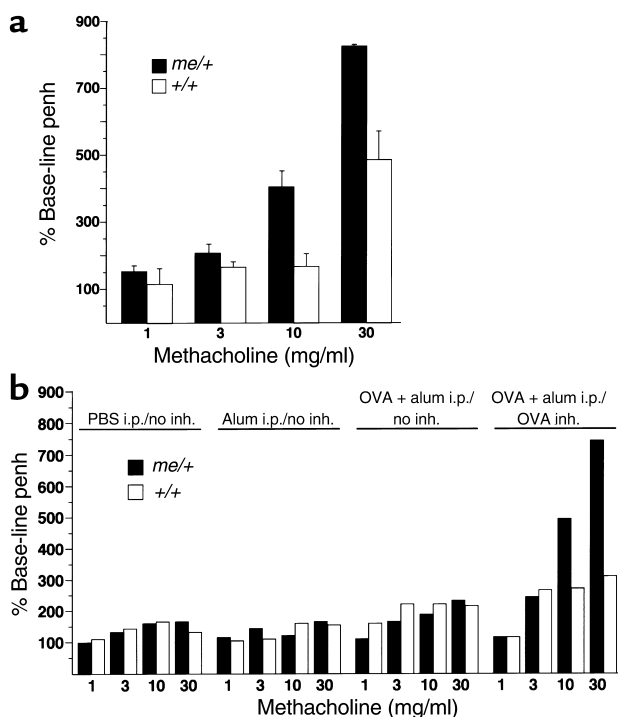 a
900
700
500
300
100
% Base-line penh
me/+
+/+
1 3 10 30
Methacholine (mg/ml)
b
900
800
700
600
500
400
300
200
100
% Base-line penh
PBS i.p./no inh.
Alum i.p./no inh.
OVA + alum i.p./
no inh.
OVA + alum i.p./
OVA inh.
me/+
+/+
1 3 10 30 1 3 10 30 1 3 10 30 1 3 10 30
Methacholine (mg/ml)